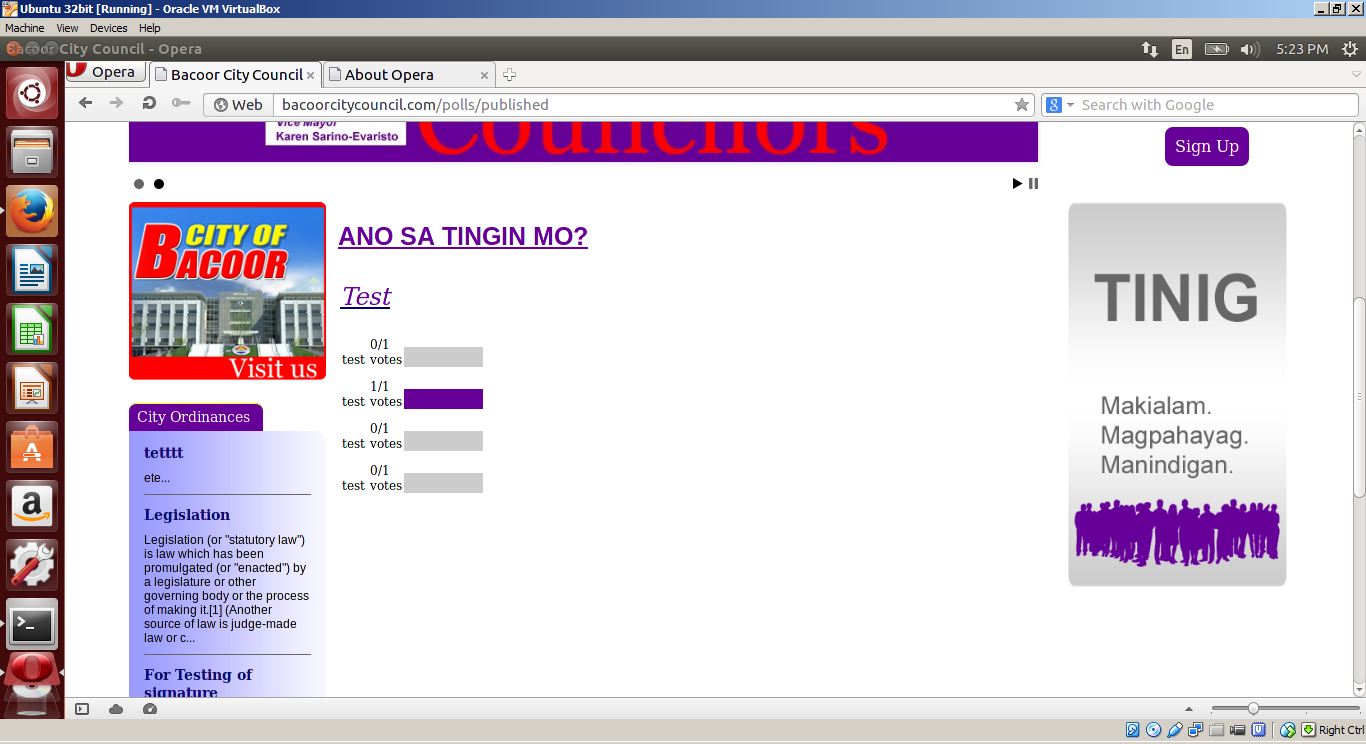 Ubuntu 32bit [Running] - Oracle VM VirtualBox
Machine View Devices Help
Bacoor City Council - Opera
En
5:23 PM
Opera
Bacoor City Council
About Opera
Web
bacoorcitycouncil.com/polls/published
Search with Google
Vice Mayor
Karen Sarino-Evaristo
Councilors
Sign Up
CITY OF
BACOOR
Visit us
ANO SA TINGIN MO?
Test
0/1
test votes
1/1
test votes
0/1
test votes
0/1
test votes
City Ordinances
tetttt
ete...
Legislation
Legislation (or "statutory law")
is law which has been
promulgated (or "enacted") by
a legislature or other
governing body or the process
of making it.[1] (Another
source of law is judge-made
law or c...
For Testing of
signature
TINIG
Makialam.
Magpahayag.
Manindigan.
Right Ctrl